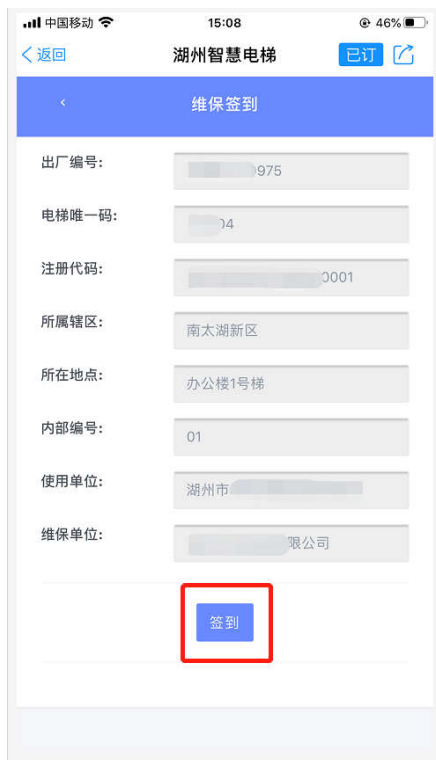 中国移动 15:08 46%
返回 湖州智慧电梯 已订
维保签到
出厂编号: 975
电梯唯一码: 04
注册代码: 0001
所属辖区: 南太湖新区
所在地点: 办公楼1号梯
内部编号: 01
使用单位: 湖州市
维保单位: 限公司
签到